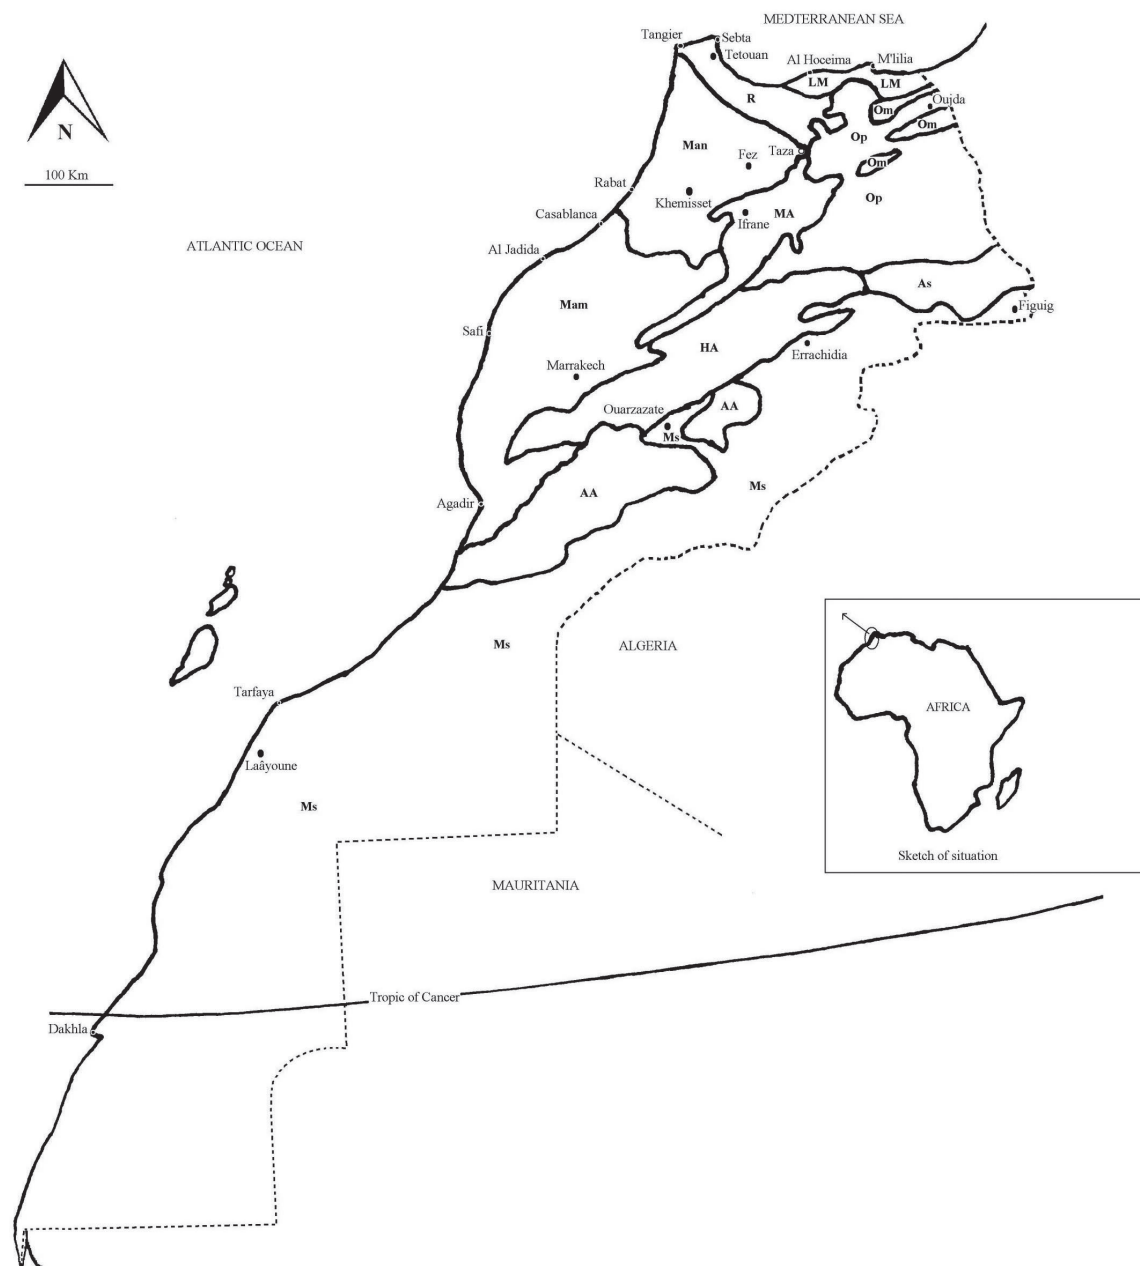 MEDTERRANEAN SEA
Tangier
Sebta
Tetouan
Al Hoceima
M'lilia
LM
LM
R
Om
Oujda
N
Man
Op
Om
Taza
Fez
Om
100 Km
Rabat
Khemisset
Op
MA
Casablanca
Ifrane
ATLANTIC OCEAN
Al Jadida
As
Mam
Figuig
Safi
HA
Errachidia
Marrakech
AA
Ouarzazate
Ms
AA
Ms
Agadir
Ms
ALGERIA
Tarfaya
AFRICA
Laâyoune
Ms
Sketch of situation
MAURITANIA
Tropic of Cancer
Dakhla